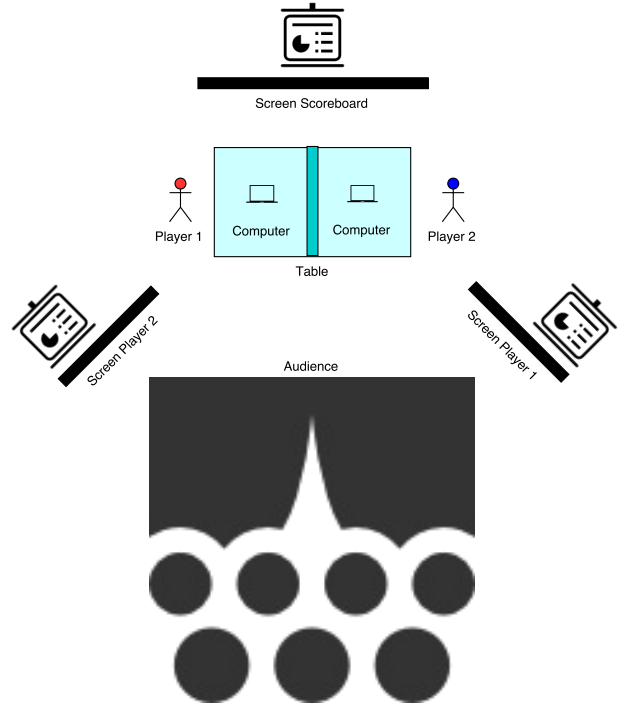 Screen Scoreboard
Computer
Computer
Player 1
Player 2
Table
Screen Player 2
Screen Player 1
Audience